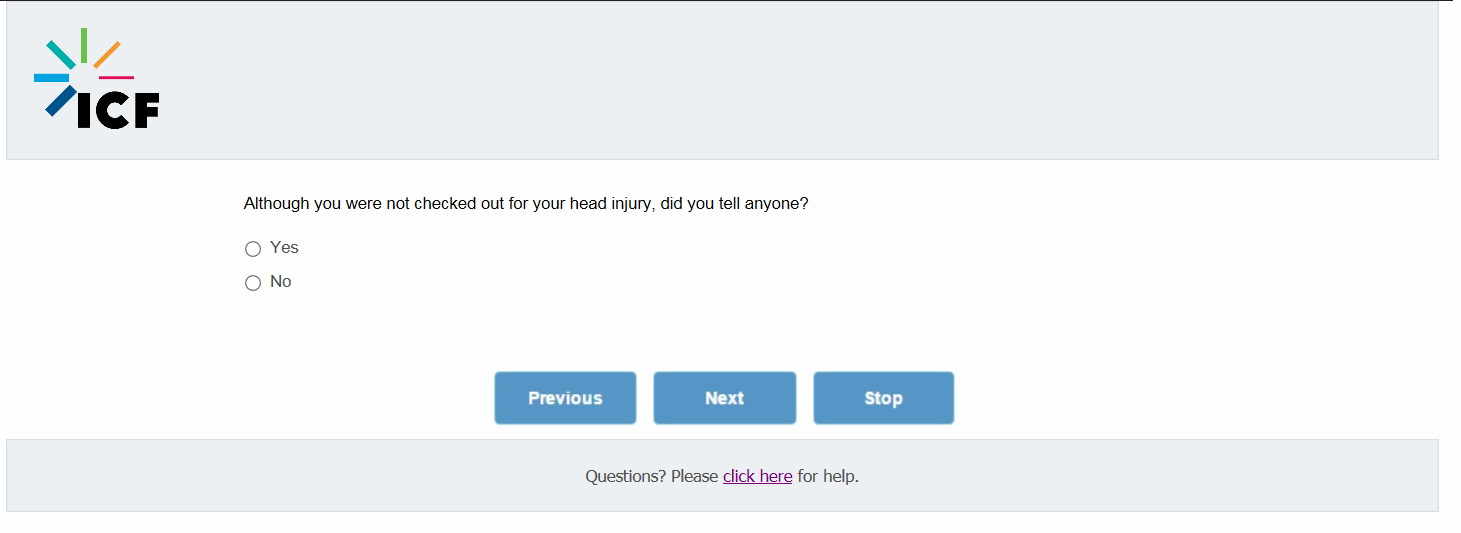 ICF
Although you were not checked out for your head injury, did you tell anyone?
Yes
No
Previous Next Stop
Questions? Please click here for help.